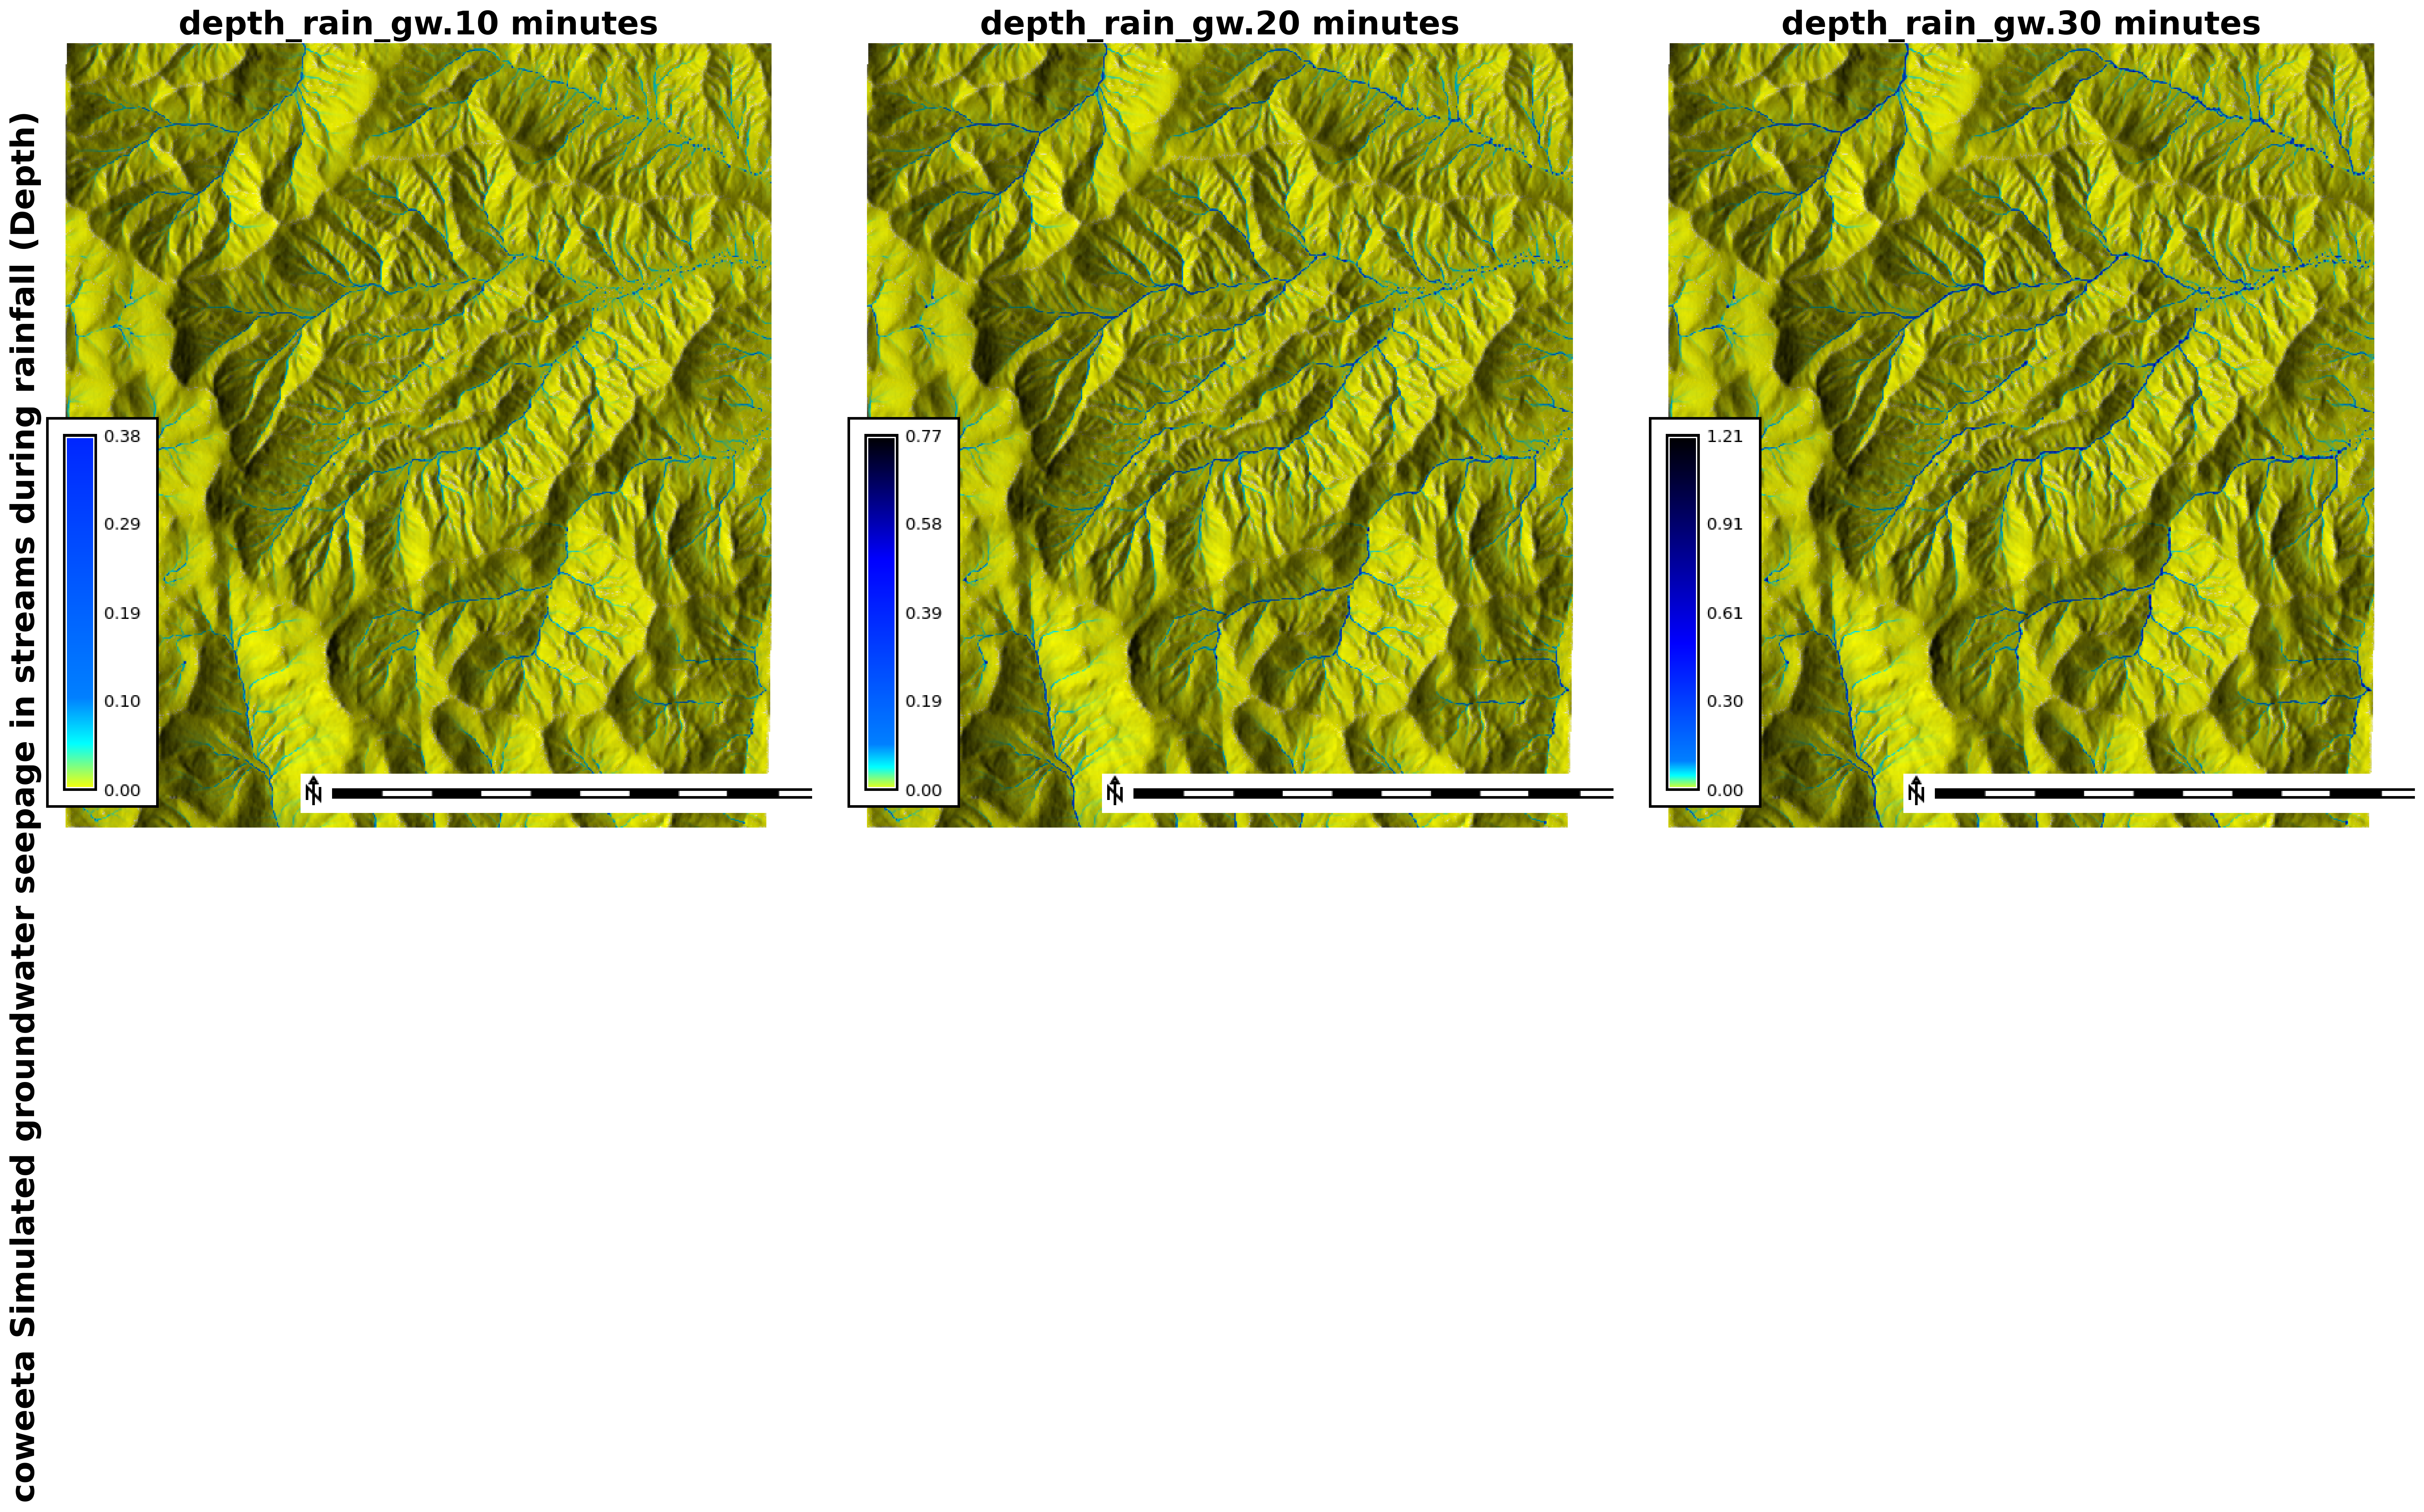 depth_rain_gw.10 minutes
depth_rain_gw.20 minutes
depth_rain_gw.30 minutes
coweeta Simulated groundwater seepage in streams during rainfall (Depth)
0.38
0.29
0.19
0.10
0.00
N
0.77
0.58
0.39
0.19
0.00
N
1.21
0.91
0.61
0.30
0.00
N